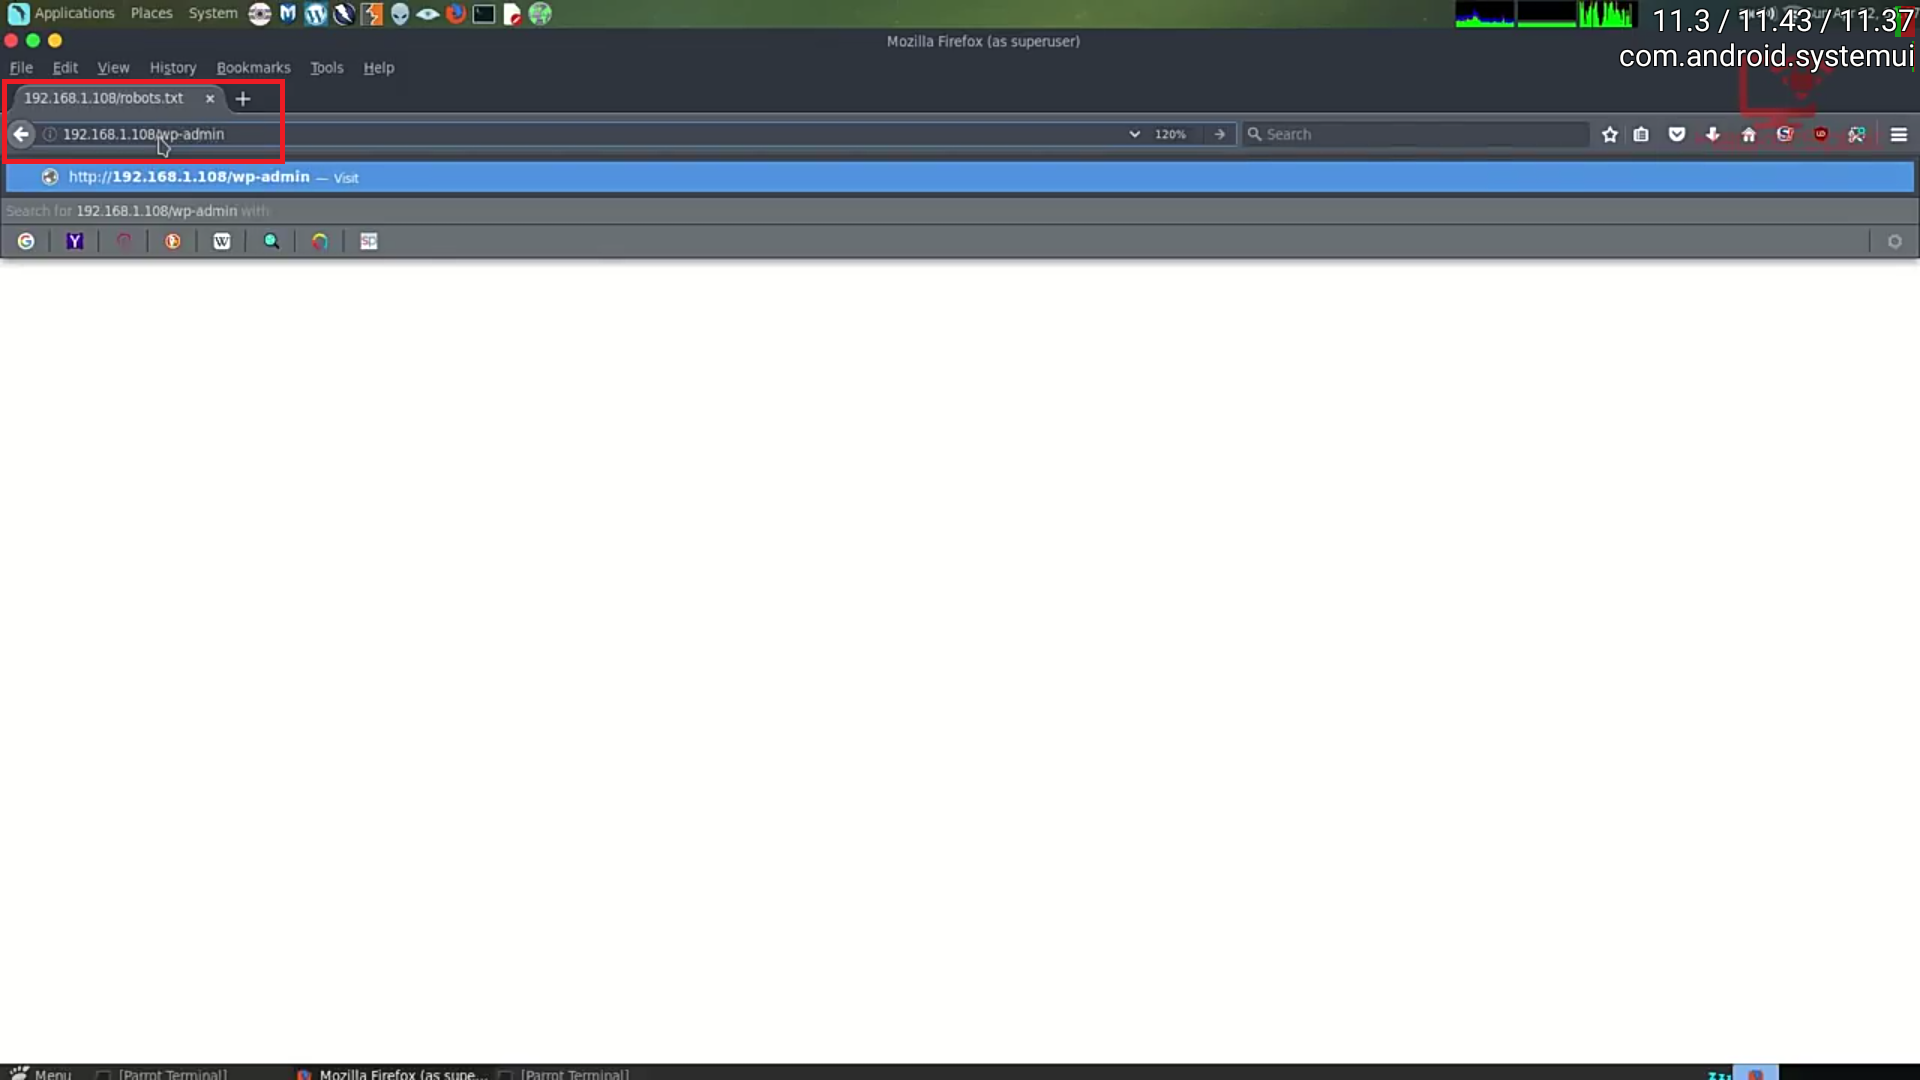 Applications Places System
11.3 / 11.43 / 11.37
Mozilla Firefox (as superuser)
com.android.systemui
File Edit View History Bookmarks Tools Help
192.168.1.108/robots.txt
192.168.1.108/wp-admin 120% Search
http://192.168.1.108/wp-admin — Visit
Search for 192.168.1.108/wp-admin with
Menu [Parrot Terminal] Mozilla Firefox (as supe... [Parrot Terminal]